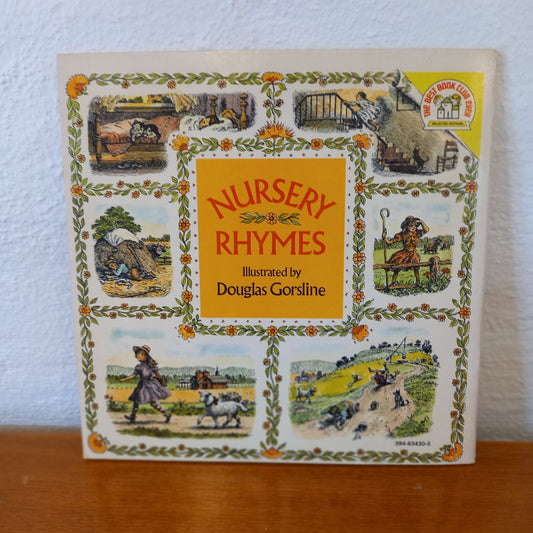 NURSERY
RHYMES
Illustrated by
Douglas Gorsline
THE BEST BOOK CLUB EVER
394-83430-5